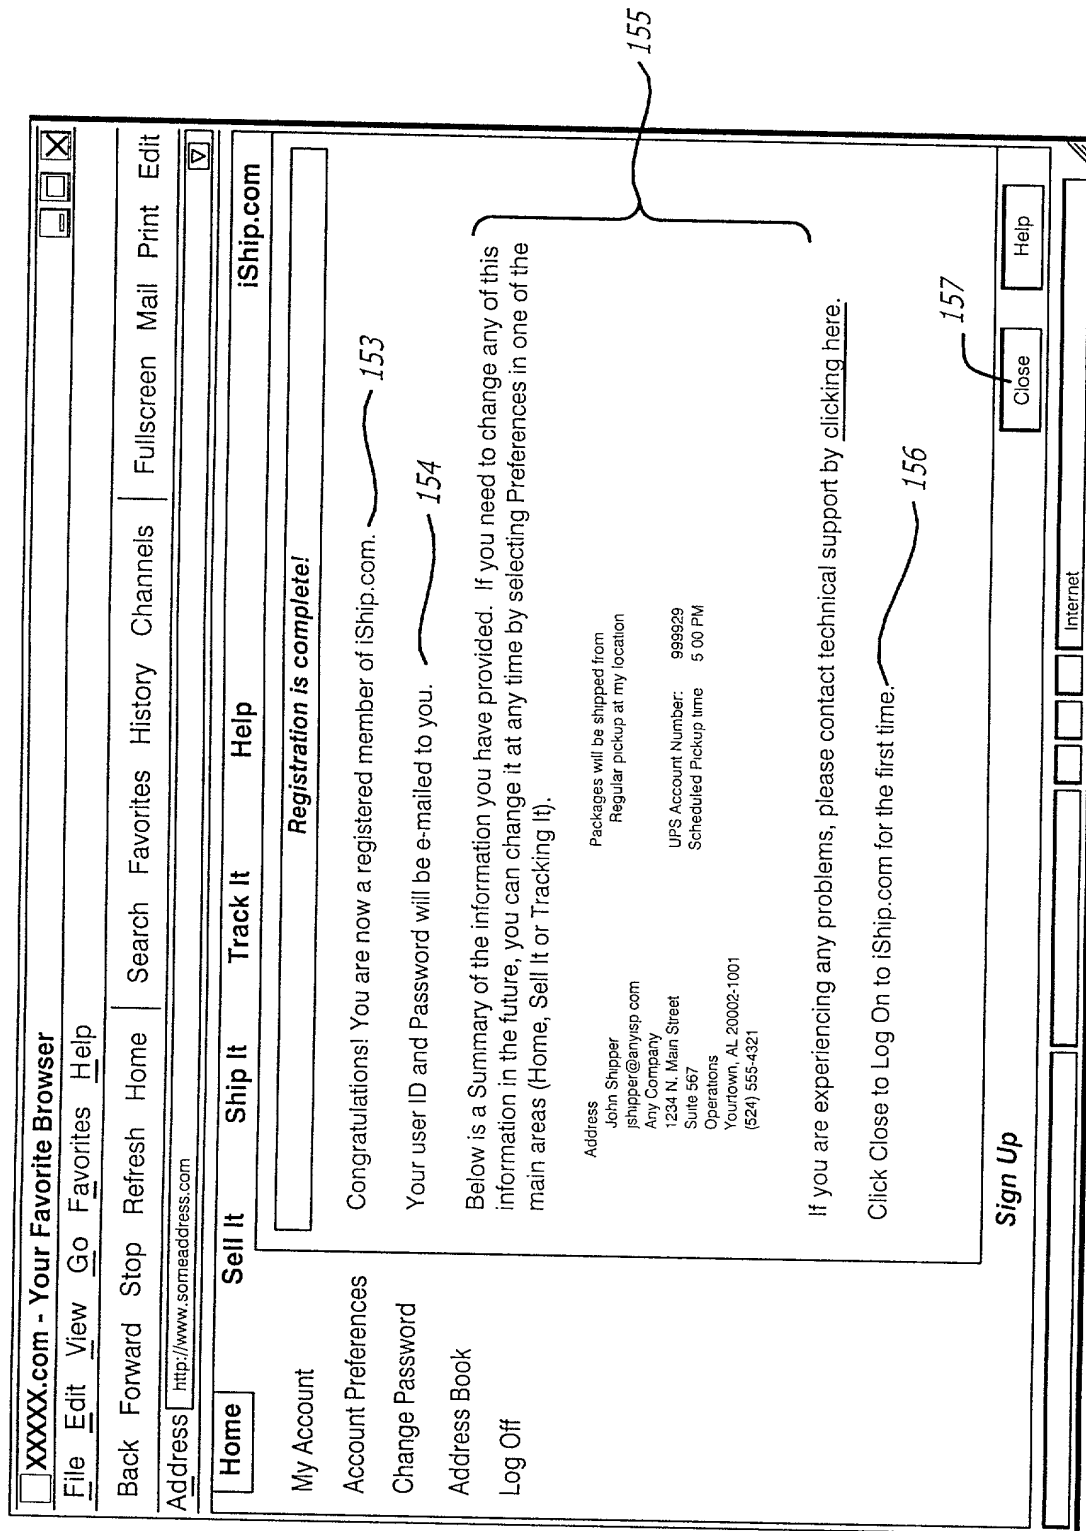 XXXXX.com - Your Favorite Browser
File Edit View Go Favorites Help
Back Forward Stop Refresh Home Search Favorites History Channels Fullscreen Mail Print Edit
Address http://www.someaddress.com
Home Sell It Ship It Track It Help iShip.com
My Account
Account Preferences
Change Password
Address Book
Log Off
Registration is complete!
Congratulations! You are now a registered member of iShip.com. 153
Your user ID and Password will be e-mailed to you. 154
Below is a Summary of the information you have provided. If you need to change any of this
information in the future, you can change it at any time by selecting Preferences in one of the
main areas (Home, Sell It or Tracking It).
155
Address
John Shipper
jshipper@anyisp com
Any Company
1234 N. Main Street
Suite 567
Operations
Yourtown, AL 20002-1001
(524) 555-4321
Packages will be shipped from
Regular pickup at my location
UPS Account Number: 999929
Scheduled Pickup time 5 00 PM
If you are experiencing any problems, please contact technical support by clicking here.
Click Close to Log On to iShip.com for the first time. 156
157
Sign Up Close Help
Internet